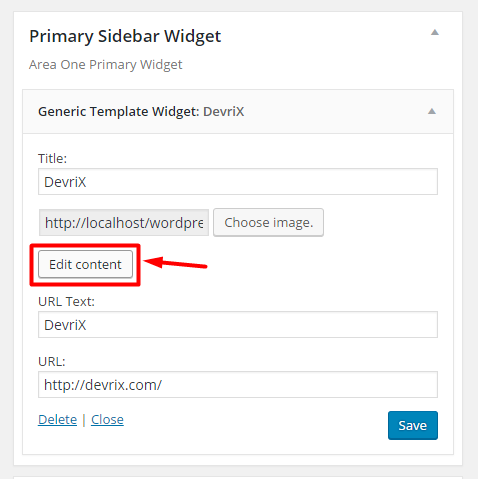 Primary Sidebar Widget
Area One Primary Widget
Generic Template Widget: DevriX
Title:
DevriX
http://localhost/wordpre Choose image.
Edit content
URL Text:
DevriX
URL:
http://devrix.com/
Delete | Close Save